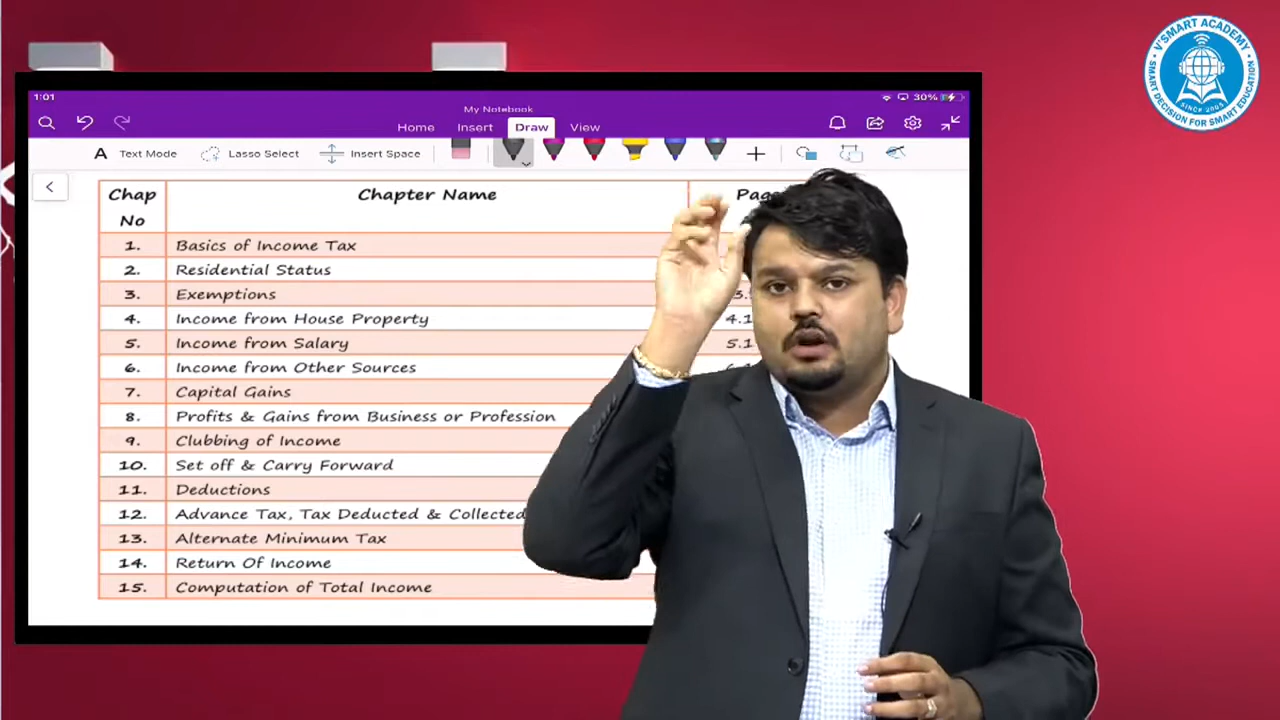 V'SMART ACADEMY
SMART DECISION FOR SMART EDUCATION
SINCE 2005
1:01
30%
My Notebook
Home Insert Draw View
A Text Mode Lasso Select Insert Space
Chap No Chapter Name
1. Basics of Income Tax
2. Residential Status
3. Exemptions
4. Income from House Property 4.1
5. Income from Salary 5.1
6. Income from Other Sources
7. Capital Gains
8. Profits & Gains from Business or Profession
9. Clubbing of Income
10. Set off & Carry Forward
11. Deductions
12. Advance Tax, Tax Deducted & Collected
13. Alternate Minimum Tax
14. Return Of Income
15. Computation of Total Income